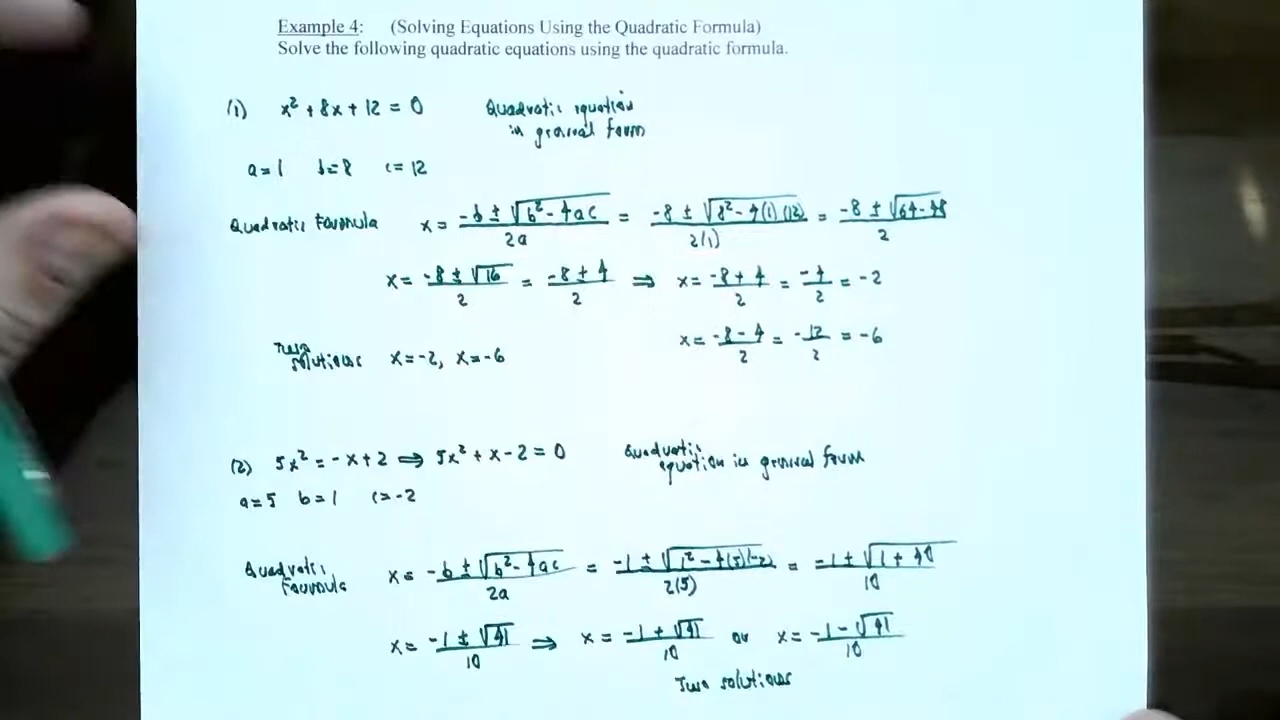 Example 4: (Solving Equations Using the Quadratic Formula)
Solve the following quadratic equations using the quadratic formula.
(1) x² + 8x + 12 = 0 Quadratic equation
in general form
a = 1 b = 8 c = 12
Quadratic Formula x = (-b ± √(b² - 4ac))/(2a) = (-8 ± √(8² - 4(1)(12)))/(2(1)) = (-8 ± √(64 - 48))/2
x = (-8 ± √16)/2 = (-8 ± 4)/2 ⇒ x = (-8 + 4)/2 = -4/2 = -2
x = (-8 - 4)/2 = -12/2 = -6
Two solutions x = -2, x = -6
(2) 5x² = -x + 2 ⇒ 5x² + x - 2 = 0 Quadratic
equation in general form
a = 5 b = 1 c = -2
Quadratic Formula x = (-b ± √(b² - 4ac))/(2a) = (-1 ± √(1² - 4(5)(-2)))/(2(5)) = (-1 ± √(1 + 40))/10
x = (-1 ± √41)/10 ⇒ x = (-1 + √41)/10 or x = (-1 - √41)/10
Two solutions